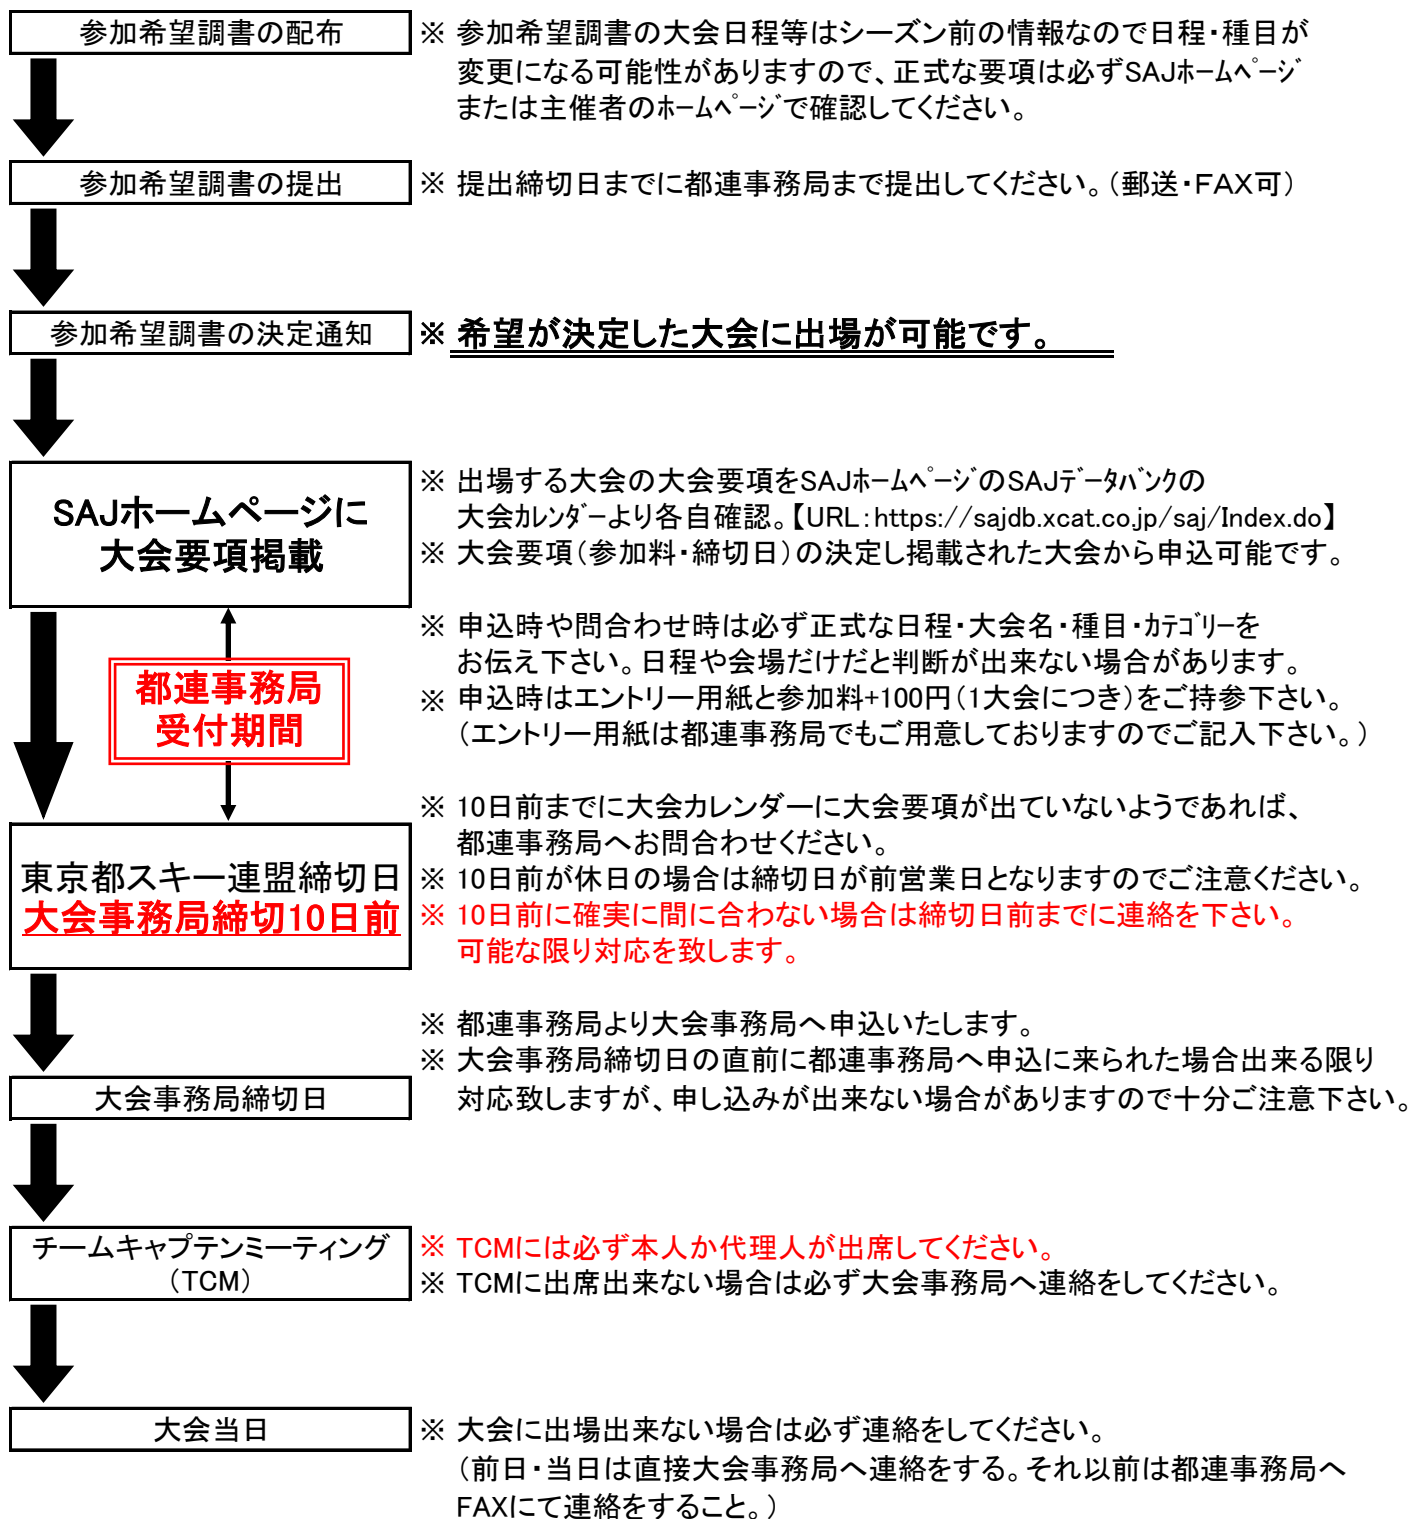 参加希望調書の配布
※ 参加希望調書の大会日程等はシーズン前の情報なので日程・種目が
変更になる可能性がありますので、正式な要項は必ずSAJﾎｰﾑﾍﾟｰｼﾞ
または主催者のﾎｰﾑﾍﾟｰｼﾞで確認してください。
参加希望調書の提出
※ 提出締切日までに都連事務局まで提出してください。（郵送・ＦＡＸ可）
参加希望調書の決定通知
※ 希望が決定した大会に出場が可能です。
SAJホームページに
大会要項掲載
※ 出場する大会の大会要項をSAJﾎｰﾑﾍﾟｰｼﾞのSAJﾃﾞｰﾀﾊﾞﾝｸの
大会ｶﾚﾝﾀﾞｰより各自確認。【URL：https://sajdb.xcat.co.jp/saj/Index.do】
※ 大会要項（参加料・締切日）の決定し掲載された大会から申込可能です。
都連事務局
受付期間
※ 申込時や問合わせ時は必ず正式な日程・大会名・種目・ｶﾃｺﾞﾘｰを
お伝え下さい。日程や会場だけだと判断が出来ない場合があります。
※ 申込時はエントリー用紙と参加料+100円（1大会につき）をご持参下さい。
（エントリー用紙は都連事務局でもご用意しておりますのでご記入下さい。）
東京都スキー連盟締切日
大会事務局締切10日前
※ 10日前までに大会カレンダーに大会要項が出ていないようであれば、
都連事務局へお問合わせください。
※ 10日前が休日の場合は締切日が前営業日となりますのでご注意ください。
※ 10日前に確実に間に合わない場合は締切日前までに連絡を下さい。
可能な限り対応を致します。
※ 都連事務局より大会事務局へ申込いたします。
※ 大会事務局締切日の直前に都連事務局へ申込に来られた場合出来る限り
対応致しますが、申し込みが出来ない場合がありますので十分ご注意下さい。
大会事務局締切日
チームキャプテンミーティング
（TCM）
※ TCMには必ず本人か代理人が出席してください。
※ TCMに出席出来ない場合は必ず大会事務局へ連絡をしてください。
大会当日
※ 大会に出場出来ない場合は必ず連絡をしてください。
（前日・当日は直接大会事務局へ連絡をする。それ以前は都連事務局へ
FAXにて連絡をすること。）